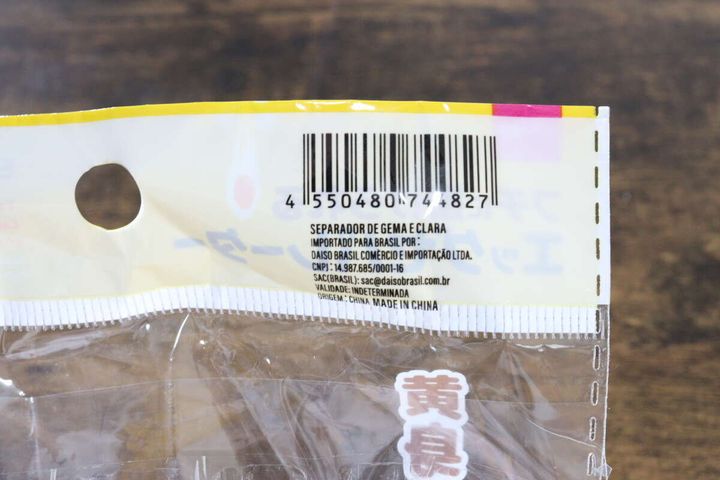 4 550480 744827
SEPARADOR DE GEMA E CLARA
IMPORTADO PARA BRASIL POR:
DAISO BRASIL COMÉRCIO E IMPORTAÇÃO LTDA.
CNPJ: 14.987.685/0001-16
SAC(BRASIL): sac@daisobrasil.com.br
VALIDADE: INDETERMINADA
ORIGEM: CHINA MADE IN CHINA
黄